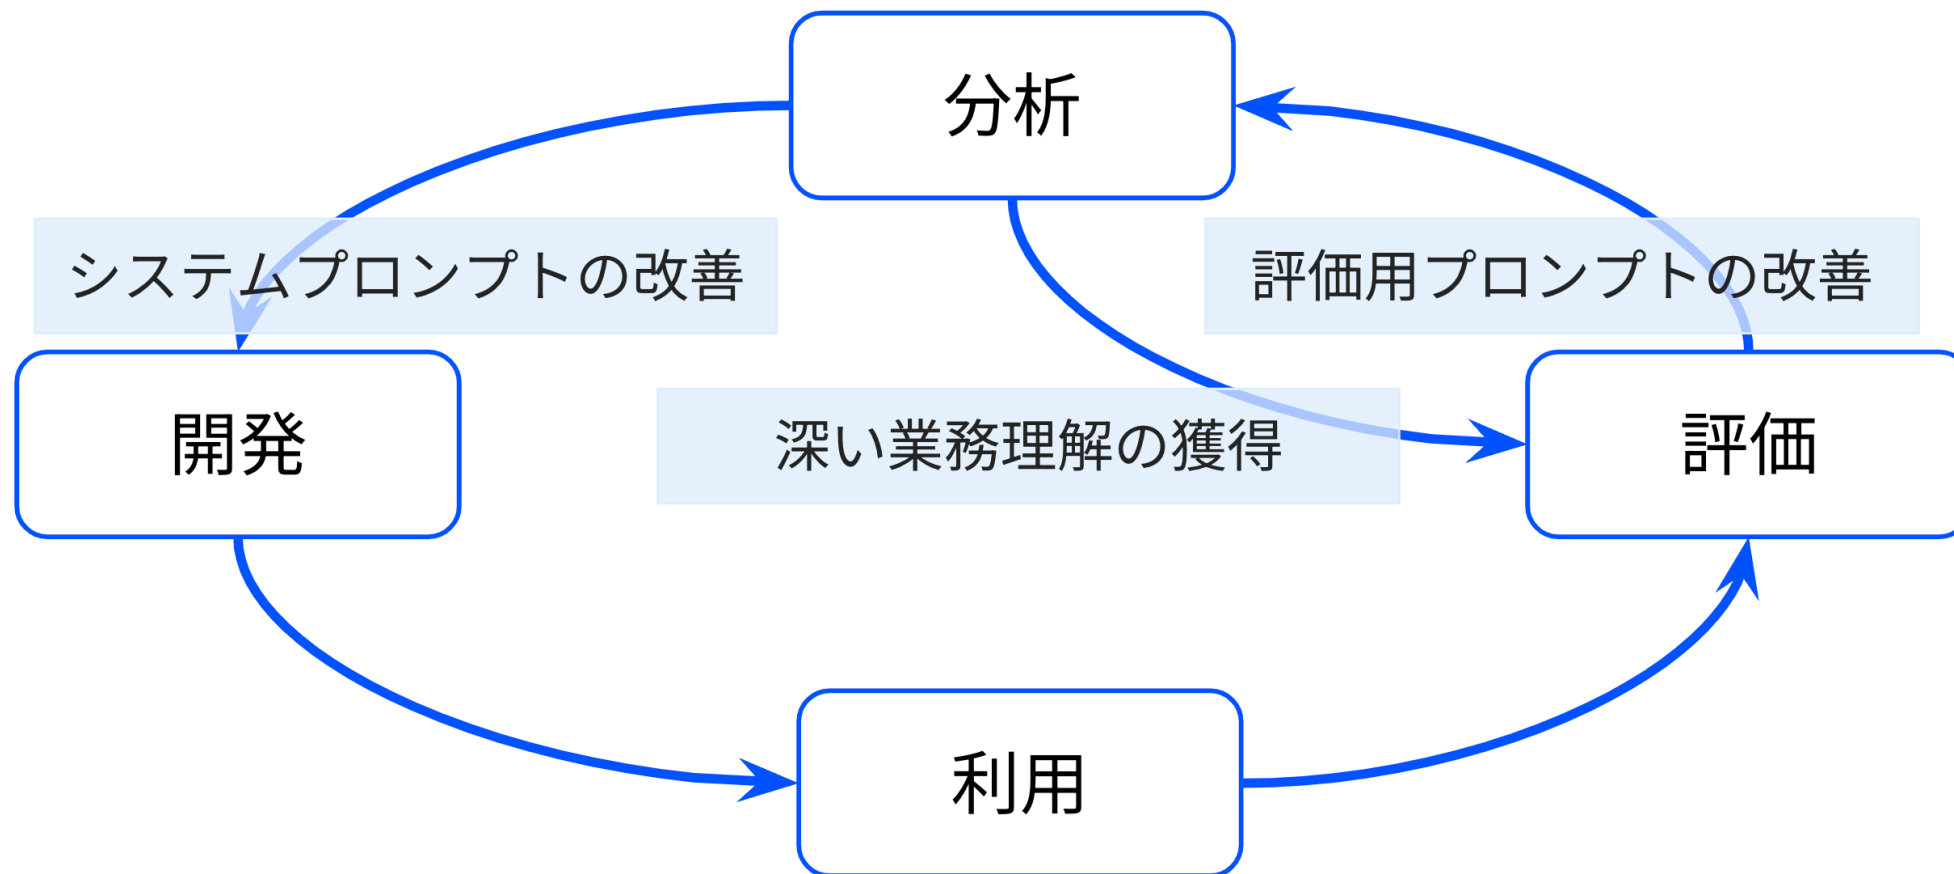 分析
システムプロンプトの改善
評価用プロンプトの改善
深い業務理解の獲得
開発
評価
利用